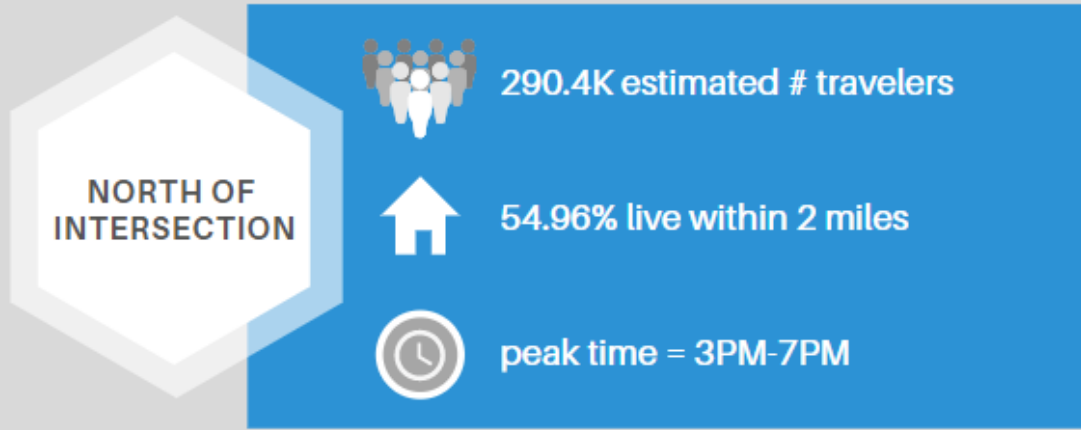 NORTH OF
INTERSECTION
290.4K estimated # travelers
54.96% live within 2 miles
peak time = 3PM-7PM